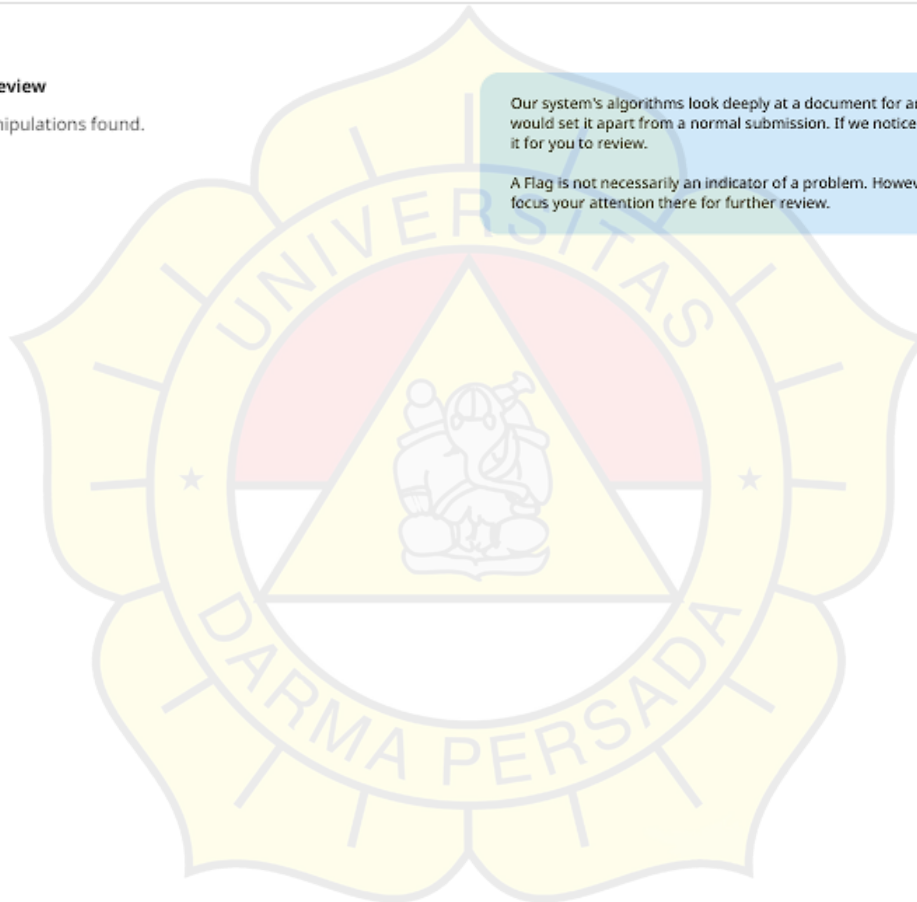 eview
nipulations found.
Our system's algorithms look deeply at a document for
would set it apart from a normal submission. If we notice
it for you to review.
A Flag is not necessarily an indicator of a problem.
focus your attention there for further review.
UNIVERSITAS
DARMA PERSADA